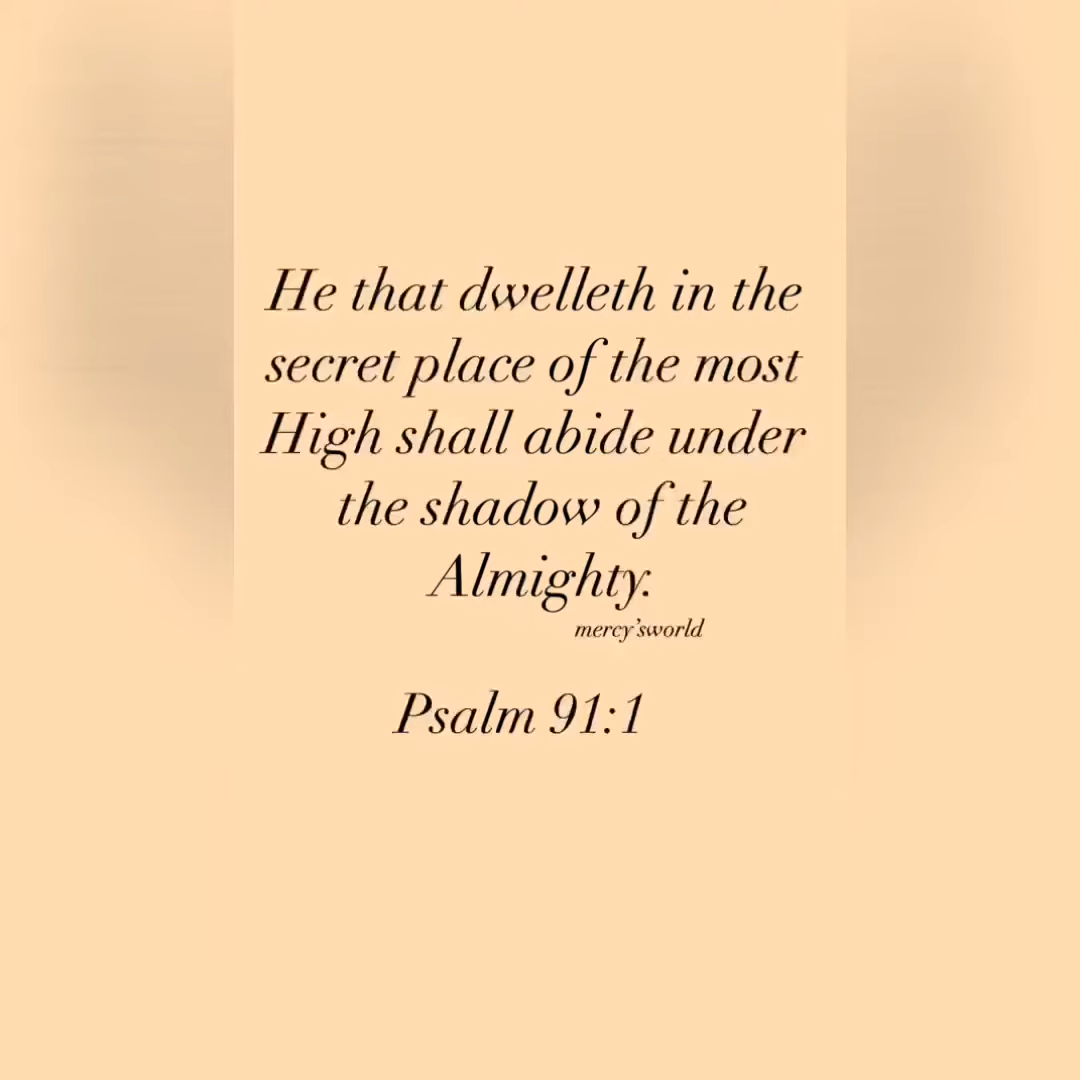 He that dwelleth in the
secret place of the most
High shall abide under
the shadow of the
Almighty.
mercy'sworld
Psalm 91:1